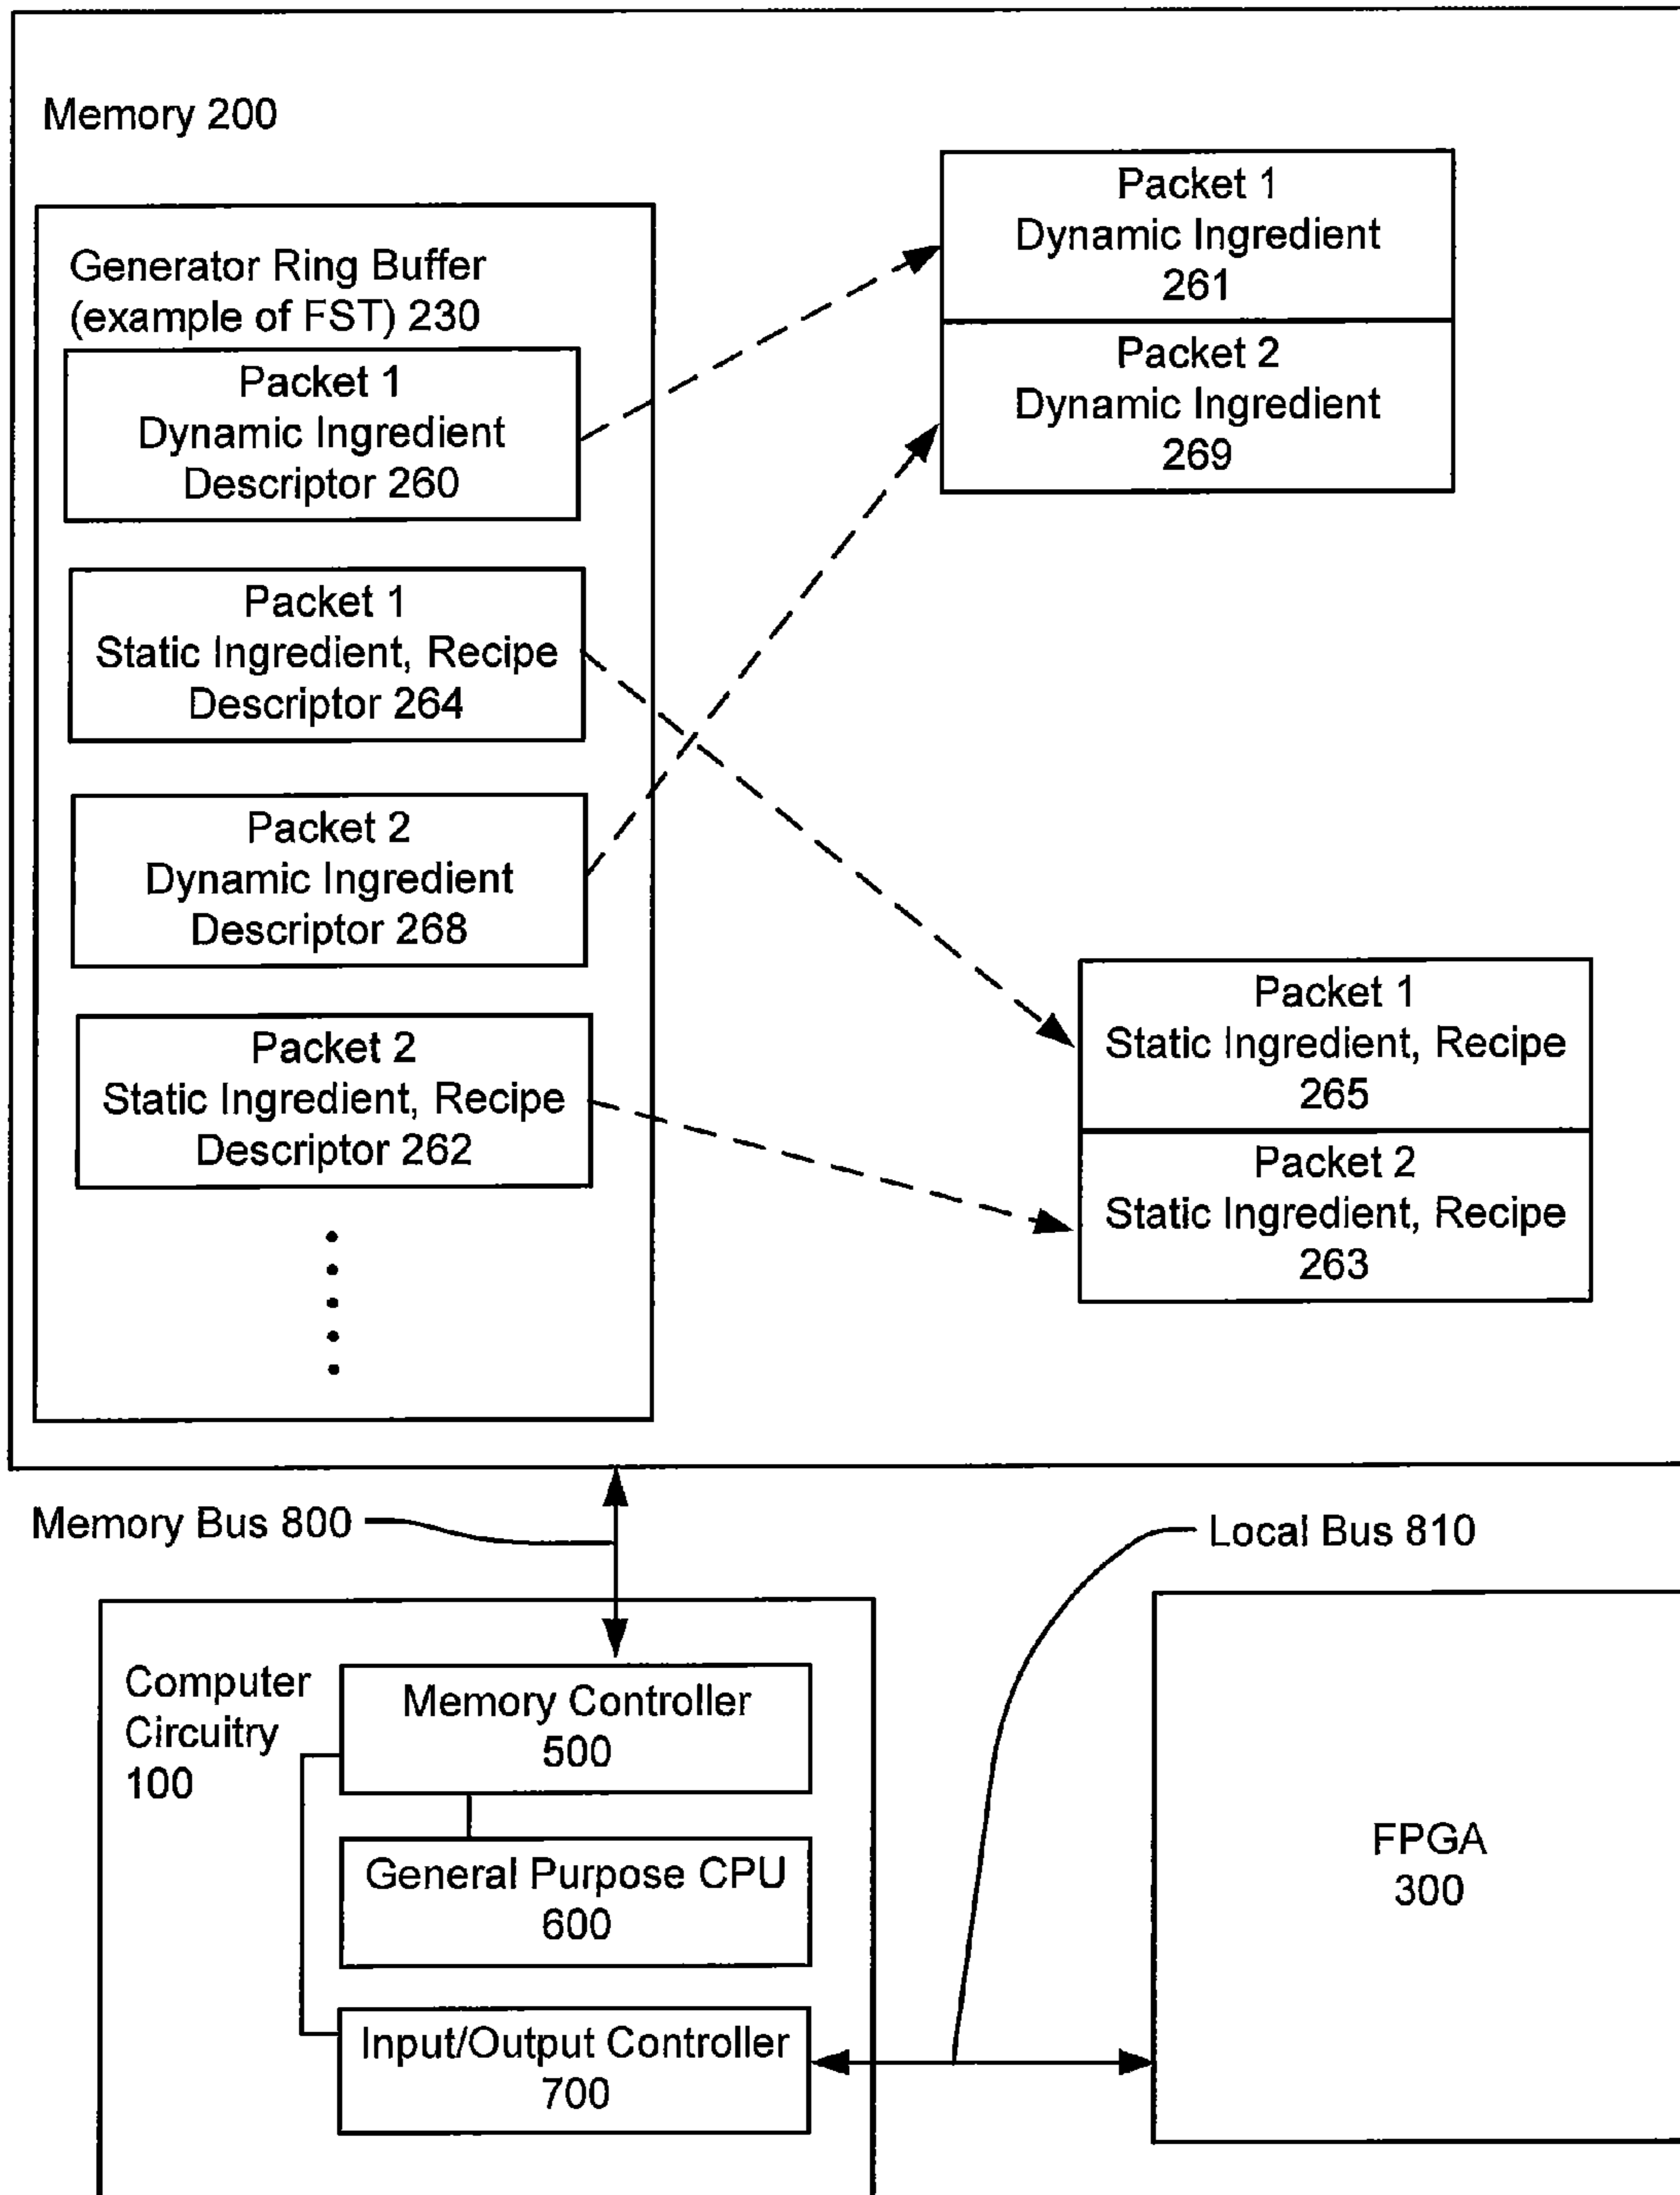 Memory 200
Generator Ring Buffer
(example of FST) 230
Packet 1
Dynamic Ingredient
Descriptor 260
Packet 1
Static Ingredient, Recipe
Descriptor 264
Packet 2
Dynamic Ingredient
Descriptor 268
Packet 2
Static Ingredient, Recipe
Descriptor 262
Packet 1
Dynamic Ingredient
261
Packet 2
Dynamic Ingredient
269
Packet 1
Static Ingredient, Recipe
265
Packet 2
Static Ingredient, Recipe
263
Memory Bus 800
Local Bus 810
Computer
Circuitry
100
Memory Controller
500
General Purpose CPU
600
Input/Output Controller
700
FPGA
300